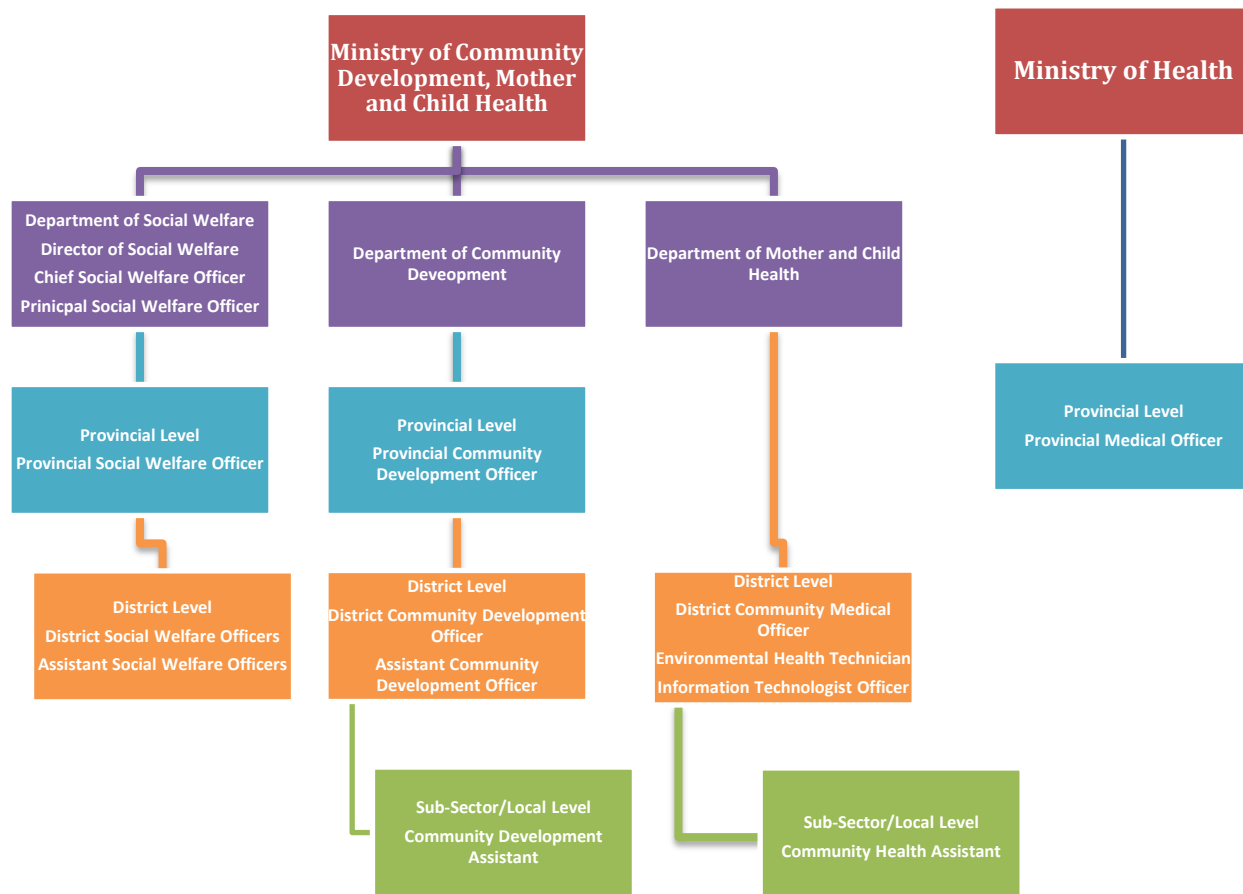 Ministry of Community
Development, Mother
and Child Health
Ministry of Health
Department of Social Welfare
Director of Social Welfare
Chief Social Welfare Officer
Prinicpal Social Welfare Officer
Department of Community
Deveopment
Department of Mother and Child
Health
Provincial Level
Provincial Social Welfare Officer
Provincial Level
Provincial Community
Development Officer
Provincial Level
Provincial Medical Officer
District Level
District Social Welfare Officers
Assistant Social Welfare Officers
District Level
District Community Development
Officer
Assistant Community
Development Officer
District Level
District Community Medical
Officer
Environmental Health Technician
Information Technologist Officer
Sub-Sector/Local Level
Community Development
Assistant
Sub-Sector/Local Level
Community Health Assistant